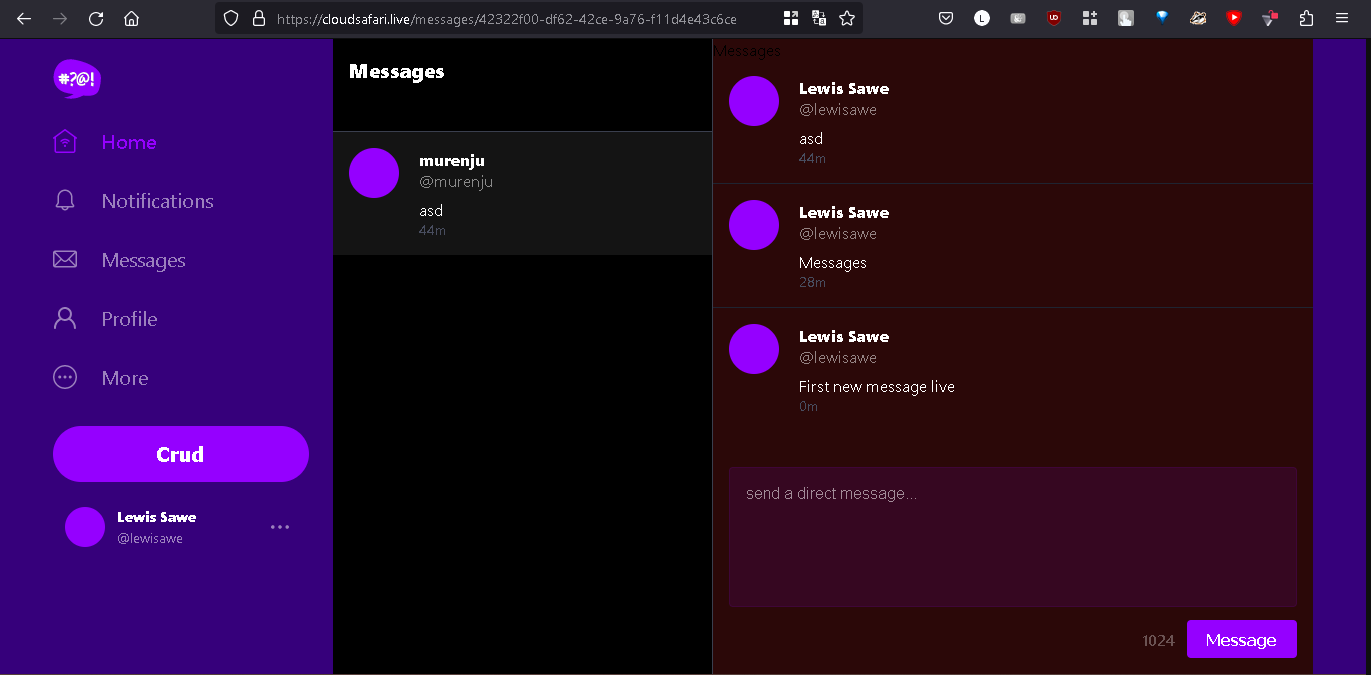 https://cloudsafari.live/messages/42322f00-df62-42ce-9a76-f11d4e43c6ce
L
UD
#?@!
Home
Notifications
Messages
Profile
More
Crud
Lewis Sawe
@lewisawe
Messages
murenju
@murenju
asd
44m
Messages
Lewis Sawe
@lewisawe
asd
44m
Lewis Sawe
@lewisawe
Messages
28m
Lewis Sawe
@lewisawe
First new message live
0m
send a direct message...
1024
Message